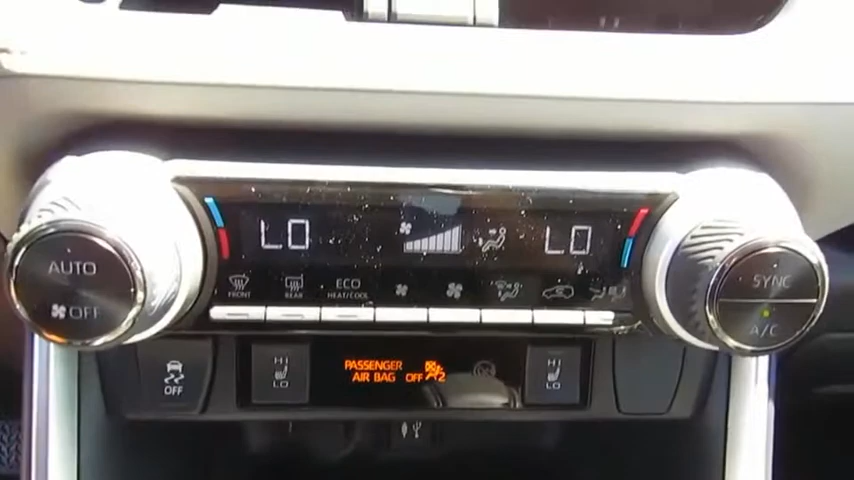 LO LO
AUTO
OFF
FRONT REAR ECO HEAT/COOL
SYNC
A/C
OFF
HI
LO
PASSENGER
AIR BAG OFF
HI
LO